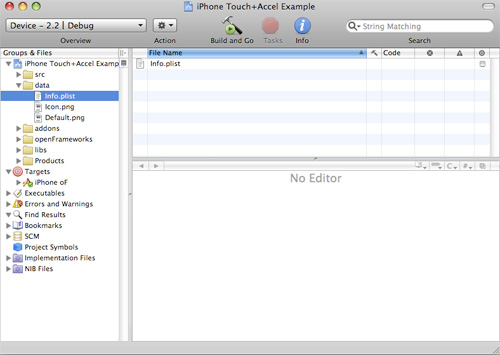 iPhone Touch+Accel Example
Device - 2.2 | Debug
String Matching
Overview
Action
Build and Go
Tasks
Info
Search
Groups & Files
File Name
Code
iPhone Touch+Accel Examp
Info.plist
src
data
Info.plist
Icon.png
Default.png
addons
openFrameworks
libs
Products
No Editor
Targets
iPhone oF
Executables
Errors and Warnings
Find Results
Bookmarks
SCM
Project Symbols
Implementation Files
NIB Files